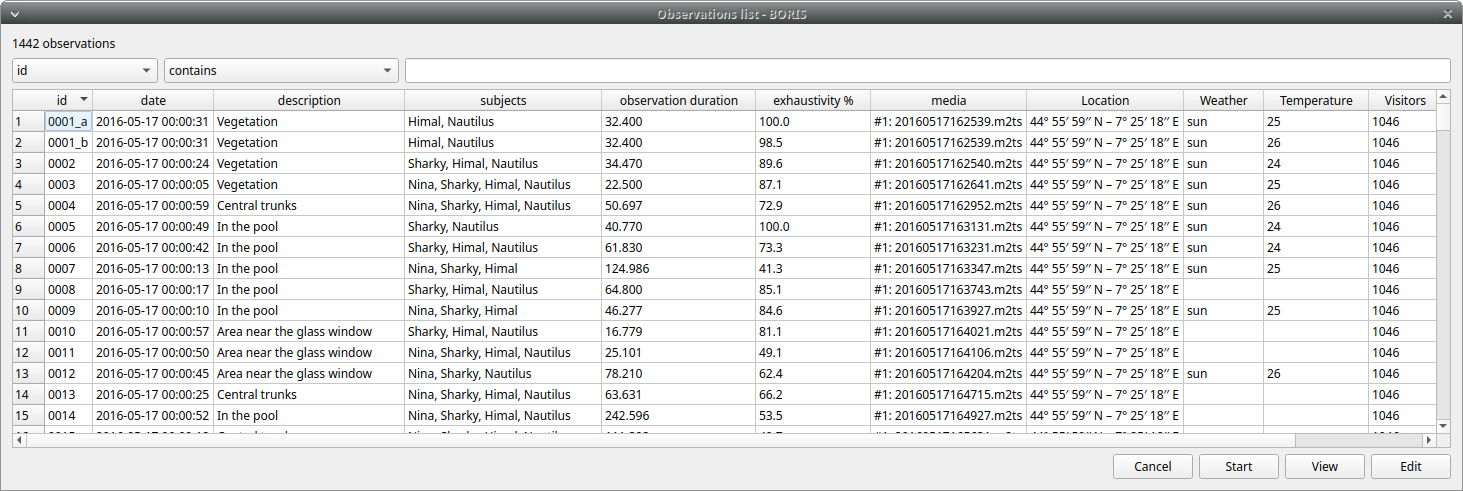 Observations list - BORIS
1442 observations
id contains
id date description subjects observation duration exhaustivity % media Location Weather Temperature Visitors
1 0001_a 2016-05-17 00:00:31 Vegetation Himal, Nautilus 32.400 100.0 #1: 20160517162539.m2ts 44° 55′ 59′′ N – 7° 25′ 18′′ E sun 25 1046
2 0001_b 2016-05-17 00:00:31 Vegetation Himal, Nautilus 32.400 98.5 #1: 20160517162539.m2ts 44° 55′ 59′′ N – 7° 25′ 18′′ E sun 26 1046
3 0002 2016-05-17 00:00:24 Vegetation Sharky, Himal, Nautilus 34.470 89.6 #1: 20160517162540.m2ts 44° 55′ 59′′ N – 7° 25′ 18′′ E sun 24 1046
4 0003 2016-05-17 00:00:05 Vegetation Nina, Sharky, Himal, Nautilus 22.500 87.1 #1: 20160517162641.m2ts 44° 55′ 59′′ N – 7° 25′ 18′′ E sun 25 1046
5 0004 2016-05-17 00:00:59 Central trunks Nina, Sharky, Himal, Nautilus 50.697 72.9 #1: 20160517162952.m2ts 44° 55′ 59′′ N – 7° 25′ 18′′ E sun 26 1046
6 0005 2016-05-17 00:00:49 In the pool Sharky, Nautilus 40.770 100.0 #1: 20160517163131.m2ts 44° 55′ 59′′ N – 7° 25′ 18′′ E sun 24 1046
7 0006 2016-05-17 00:00:42 In the pool Sharky, Himal, Nautilus 61.830 73.3 #1: 20160517163231.m2ts 44° 55′ 59′′ N – 7° 25′ 18′′ E sun 24 1046
8 0007 2016-05-17 00:00:13 In the pool Nina, Sharky, Himal 124.986 41.3 #1: 20160517163347.m2ts 44° 55′ 59′′ N – 7° 25′ 18′′ E sun 25 1046
9 0008 2016-05-17 00:00:17 In the pool Sharky, Himal, Nautilus 64.800 85.1 #1: 20160517163743.m2ts 44° 55′ 59′′ N – 7° 25′ 18′′ E 1046
10 0009 2016-05-17 00:00:10 In the pool Nina, Sharky, Himal 46.277 84.6 #1: 20160517163927.m2ts 44° 55′ 59′′ N – 7° 25′ 18′′ E sun 25 1046
11 0010 2016-05-17 00:00:57 Area near the glass window Sharky, Himal, Nautilus 16.779 81.1 #1: 20160517164021.m2ts 44° 55′ 59′′ N – 7° 25′ 18′′ E 1046
12 0011 2016-05-17 00:00:50 Area near the glass window Nina, Sharky, Himal, Nautilus 25.101 49.1 #1: 20160517164106.m2ts 44° 55′ 59′′ N – 7° 25′ 18′′ E 1046
13 0012 2016-05-17 00:00:45 Area near the glass window Nina, Sharky, Nautilus 78.210 62.4 #1: 20160517164204.m2ts 44° 55′ 59′′ N – 7° 25′ 18′′ E sun 26 1046
14 0013 2016-05-17 00:00:25 Central trunks Nina, Sharky, Himal, Nautilus 63.631 66.2 #1: 20160517164715.m2ts 44° 55′ 59′′ N – 7° 25′ 18′′ E 1046
15 0014 2016-05-17 00:00:52 In the pool Nina, Sharky, Himal, Nautilus 242.596 53.5 #1: 20160517164927.m2ts 44° 55′ 59′′ N – 7° 25′ 18′′ E 1046
Cancel Start View Edit